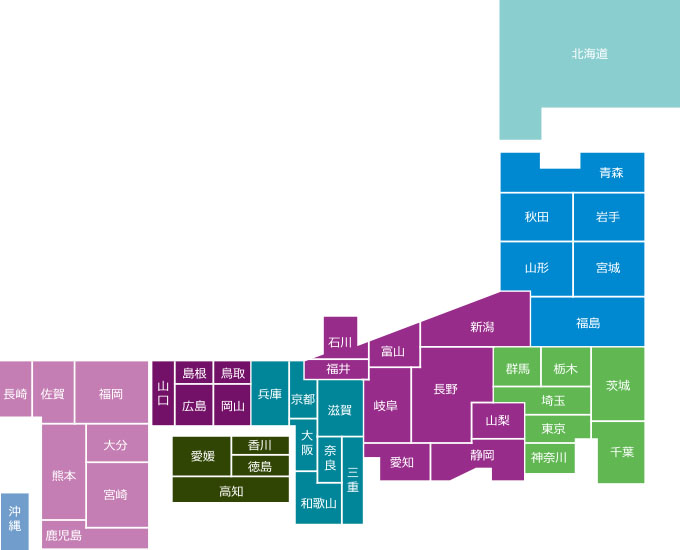 北海道
青森
秋田
岩手
山形
宮城
福島
新潟
石川
富山
福井
長野
岐阜
山梨
愛知
静岡
群馬
栃木
茨城
埼玉
東京
神奈川
千葉
京都
兵庫
滋賀
大阪
奈良
三重
和歌山
鳥取
島根
岡山
広島
山口
香川
愛媛
徳島
高知
福岡
佐賀
長崎
大分
熊本
宮崎
鹿児島
沖縄